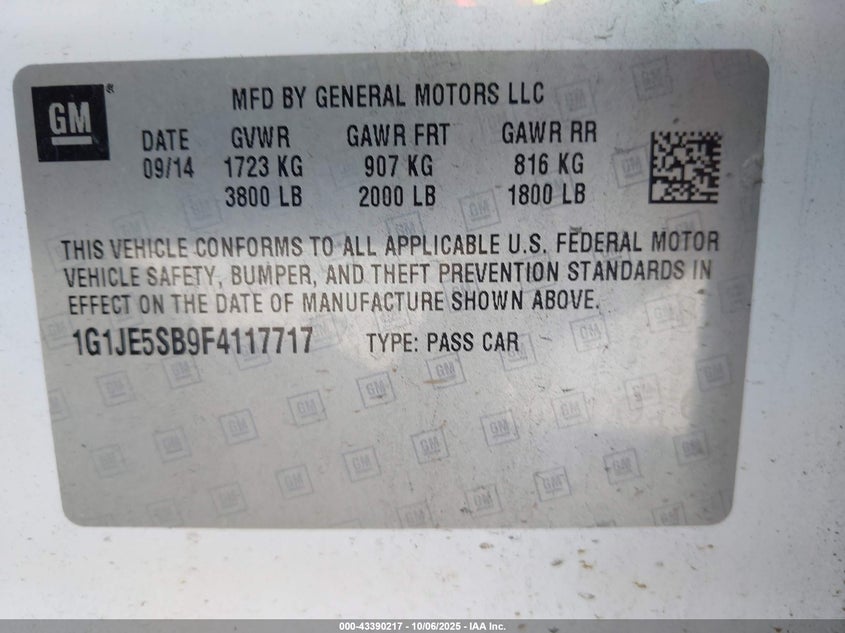 GM ®
MFD BY GENERAL MOTORS LLC
DATE GVWR GAWR FRT GAWR RR
09/14 1723 KG 907 KG 816 KG
3800 LB 2000 LB 1800 LB
THIS VEHICLE CONFORMS TO ALL APPLICABLE U.S. FEDERAL MOTOR
VEHICLE SAFETY, BUMPER, AND THEFT PREVENTION STANDARDS IN
EFFECT ON THE DATE OF MANUFACTURE SHOWN ABOVE.
1G1JE5SB9F4117717 TYPE: PASS CAR
000-43390217 - 10/06/2025 - IAA Inc.